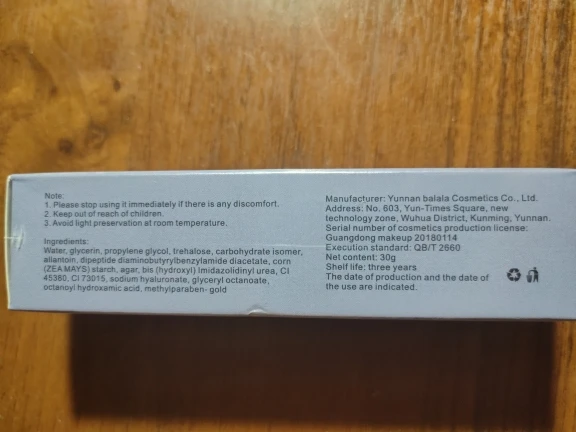 Note:
1. Please stop using it immediately if there is any discomfort.
2. Keep out of reach of children.
3. Avoid light preservation at room temperature.
Ingredients:
Water, glycerin, propylene glycol, trehalose, carbohydrate isomer,
allantoin, dipeptide diaminobutyrylbenzylamide diacetate, corn
(ZEA MAYS) starch, agar, bis (hydroxyl) Imidazolidinyl urea, CI
45380, CI 73015, sodium hyaluronate, glyceryl octanoate,
octanoyl hydroxamic acid, methylparaben- gold
Manufacturer: Yunnan balala Cosmetics Co., Ltd.
Address: No. 603, Yun-Times Square, new
technology zone, Wuhua District, Kunming, Yunnan.
Serial number of cosmetics production license:
Guangdong makeup 20180114
Execution standard: QB/T 2660
Net content: 30g
Shelf life: three years
The date of production and the date of
the use are indicated.